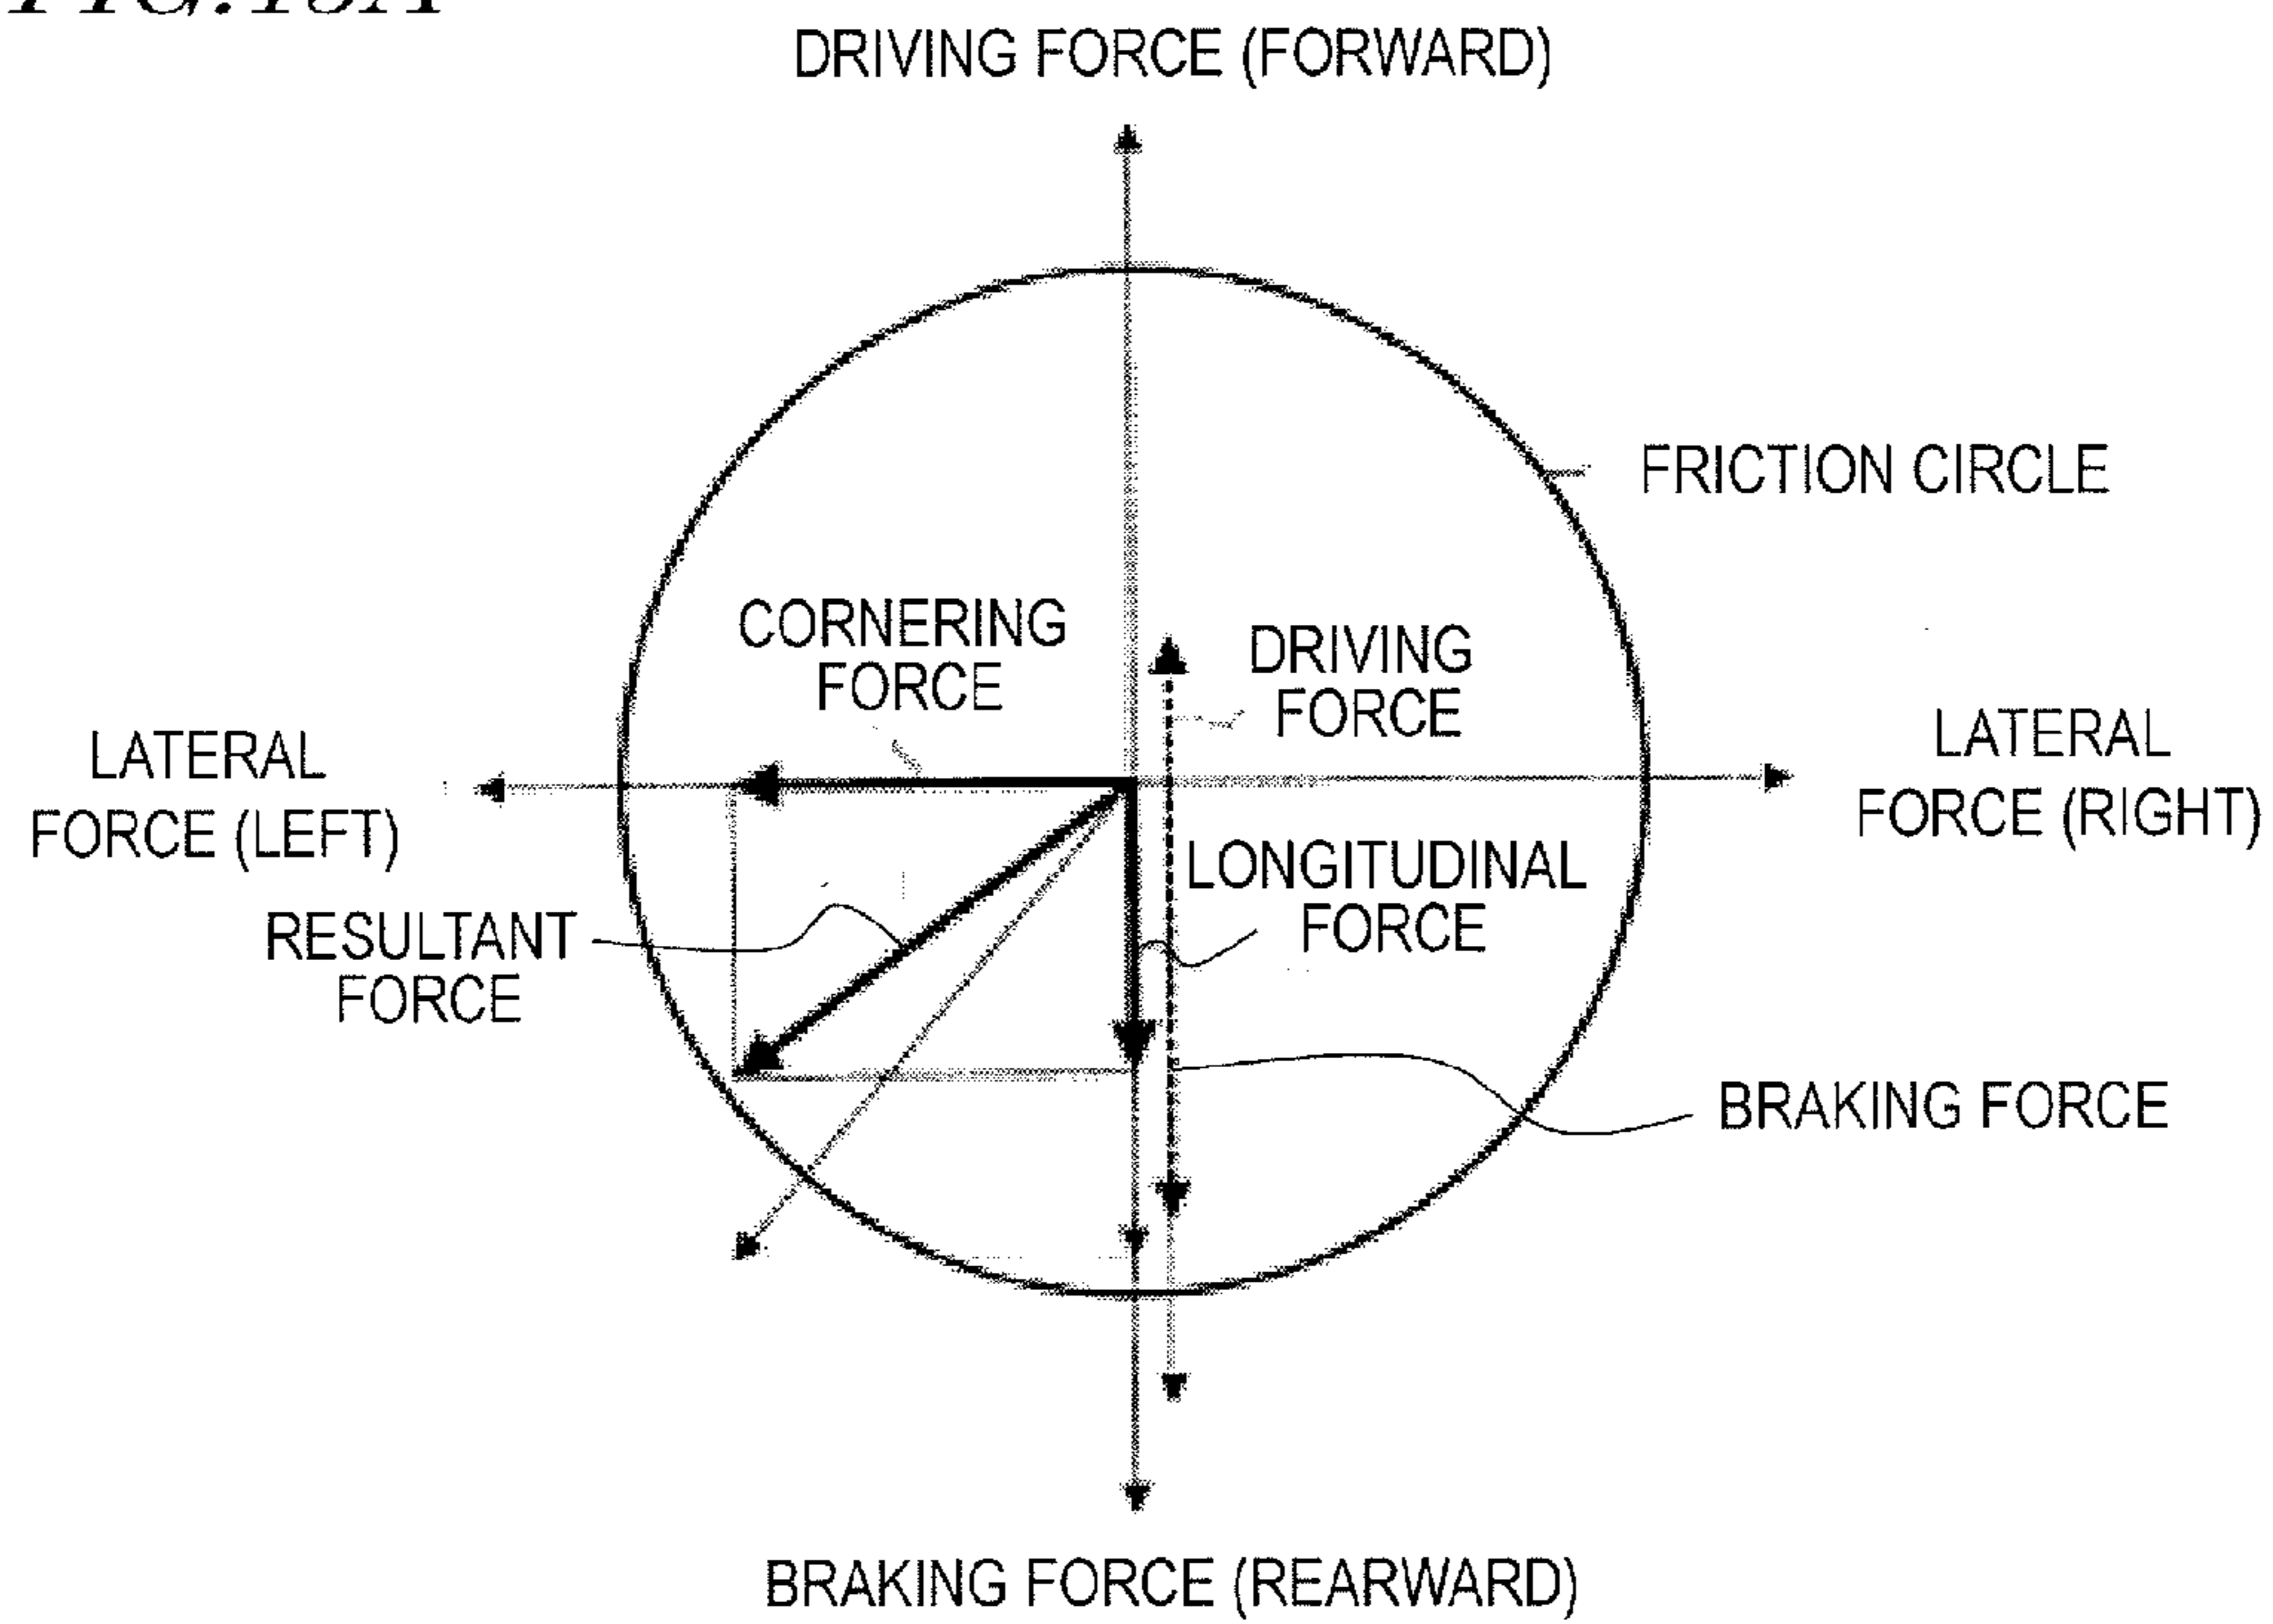 DRIVING FORCE (FORWARD)
FRICTION CIRCLE
CORNERING
FORCE
DRIVING
FORCE
LATERAL
FORCE (LEFT)
LATERAL
FORCE (RIGHT)
LONGITUDINAL
FORCE
RESULTANT
FORCE
BRAKING FORCE
BRAKING FORCE (REARWARD)